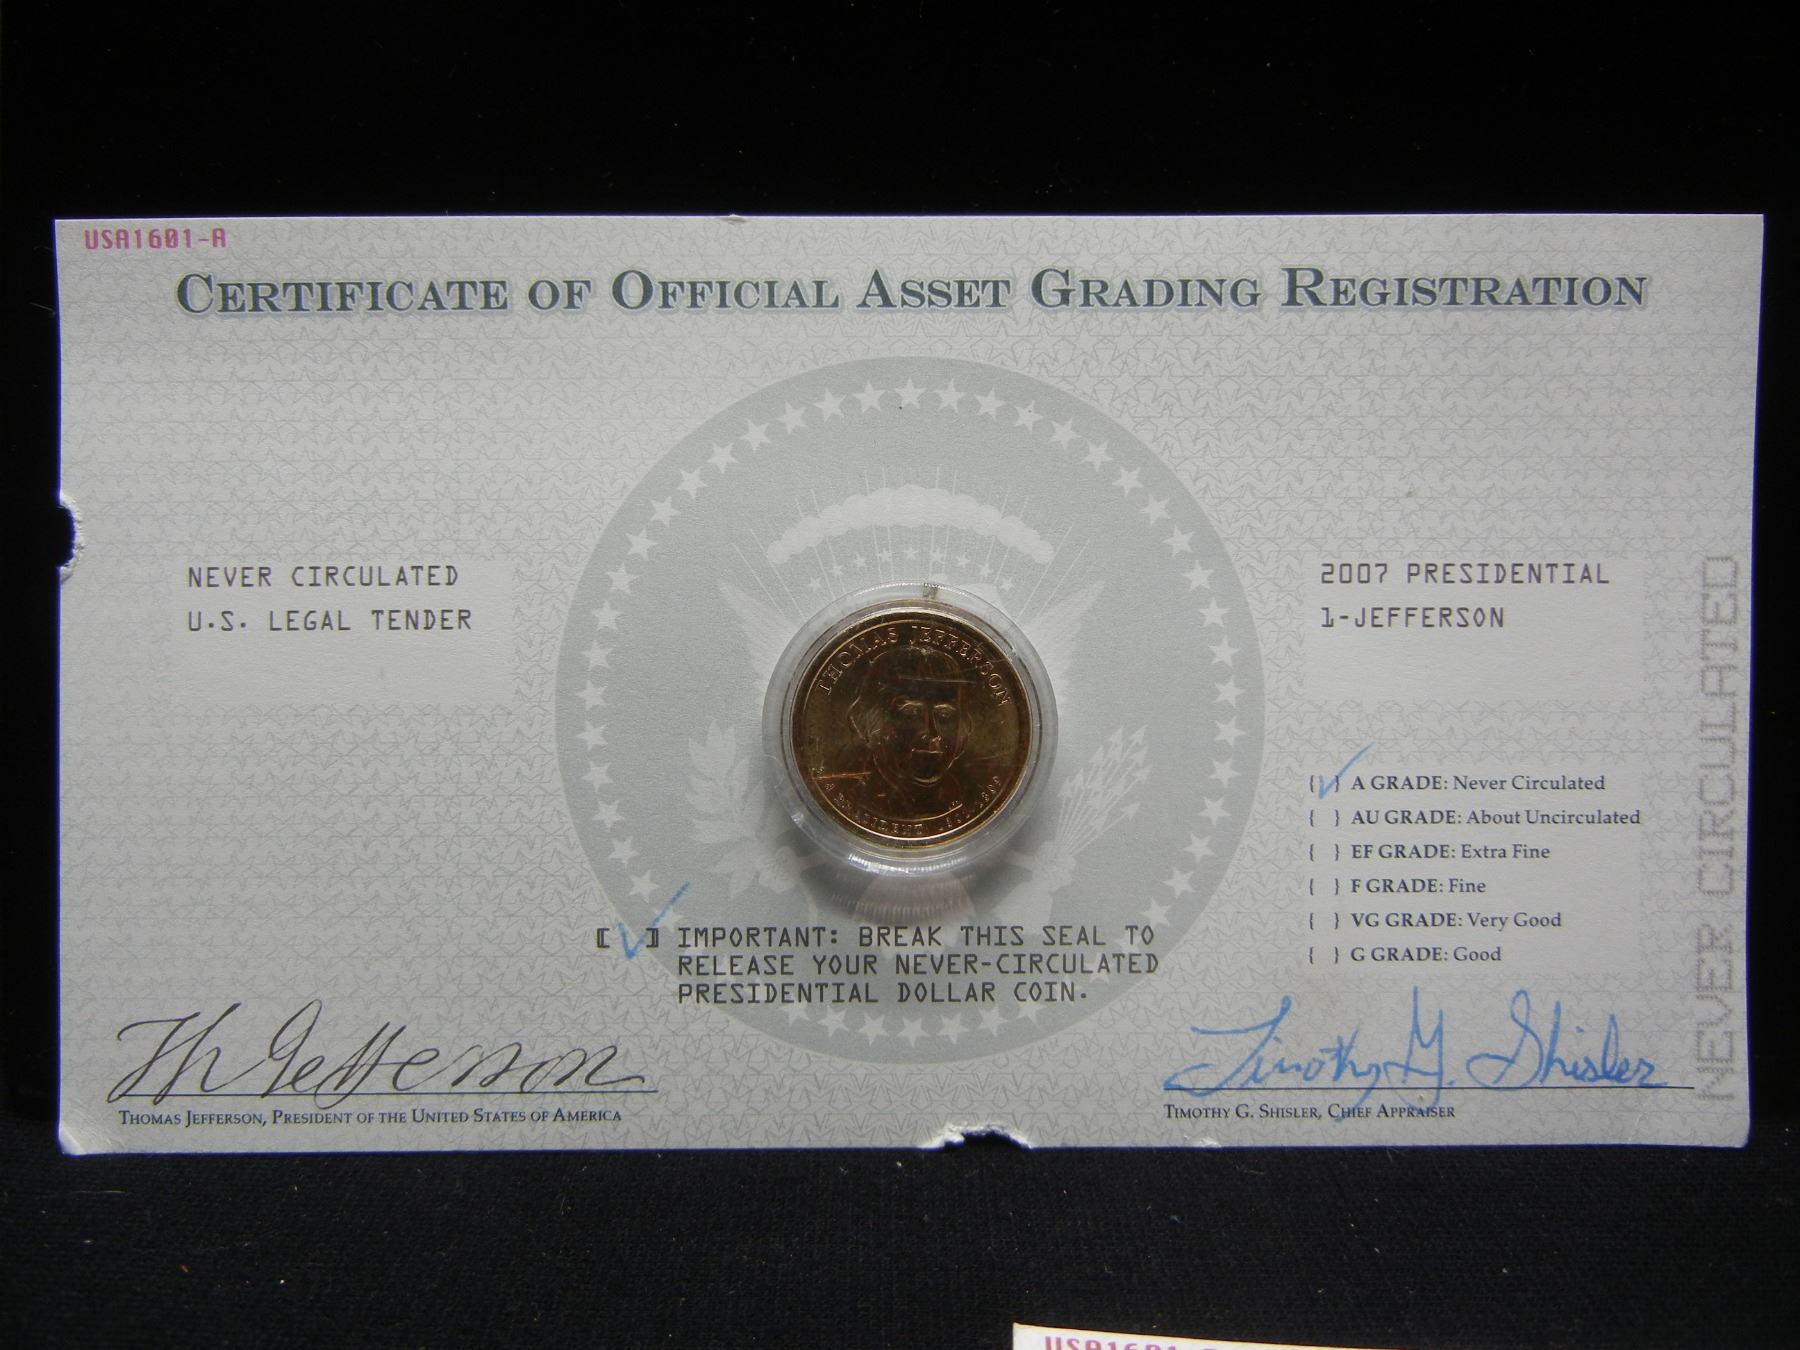 USA1601-A
CERTIFICATE OF OFFICIAL ASSET GRADING REGISTRATION
NEVER CIRCULATED
U.S. LEGAL TENDER
THOMAS JEFFERSON
PRESIDENT
2007 PRESIDENTIAL
1-JEFFERSON
{ ✓ } A GRADE: Never Circulated
{ } AU GRADE: About Uncirculated
{ } EF GRADE: Extra Fine
{ } F GRADE: Fine
{ } VG GRADE: Very Good
{ } G GRADE: Good
NEVER CIRCULATED
[ ✓ ] IMPORTANT: BREAK THIS SEAL TO
RELEASE YOUR NEVER-CIRCULATED
PRESIDENTIAL DOLLAR COIN.
Th Jefferson
THOMAS JEFFERSON, PRESIDENT OF THE UNITED STATES OF AMERICA
Timothy G. Shisler
TIMOTHY G. SHISLER, CHIEF APPRAISER